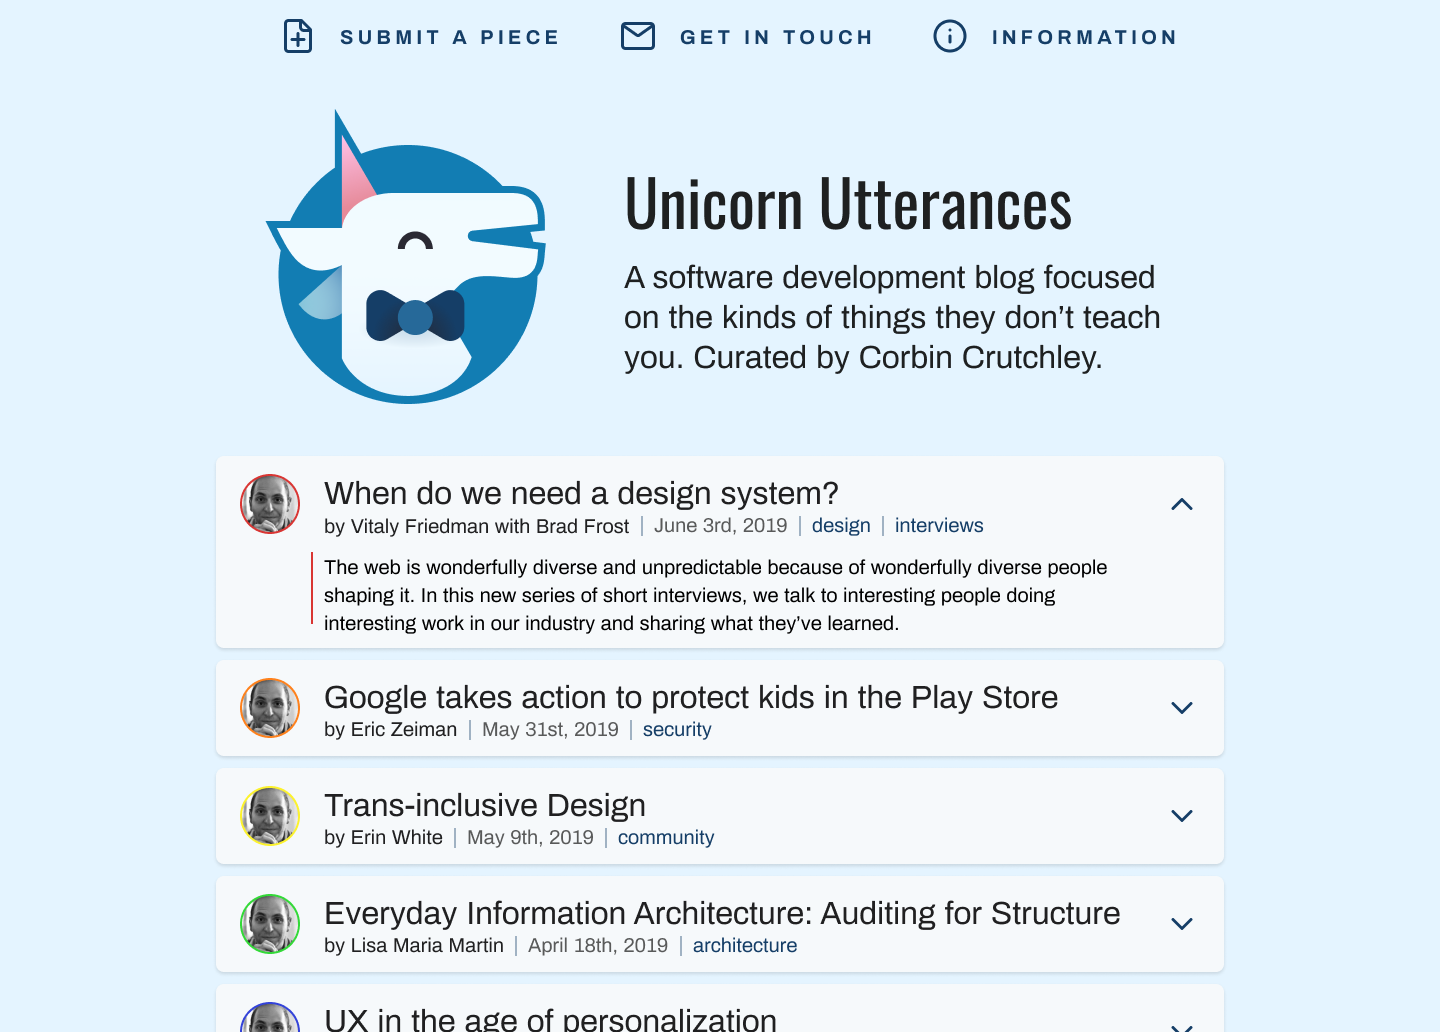 SUBMIT A PIECE GET IN TOUCH INFORMATION
Unicorn Utterances
A software development blog focused
on the kinds of things they don’t teach
you. Curated by Corbin Crutchley.
When do we need a design system?
by Vitaly Friedman with Brad Frost | June 3rd, 2019 | design | interviews
The web is wonderfully diverse and unpredictable because of wonderfully diverse people
shaping it. In this new series of short interviews, we talk to interesting people doing
interesting work in our industry and sharing what they’ve learned.
Google takes action to protect kids in the Play Store
by Eric Zeiman | May 31st, 2019 | security
Trans-inclusive Design
by Erin White | May 9th, 2019 | community
Everyday Information Architecture: Auditing for Structure
by Lisa Maria Martin | April 18th, 2019 | architecture
UX in the age of personalization